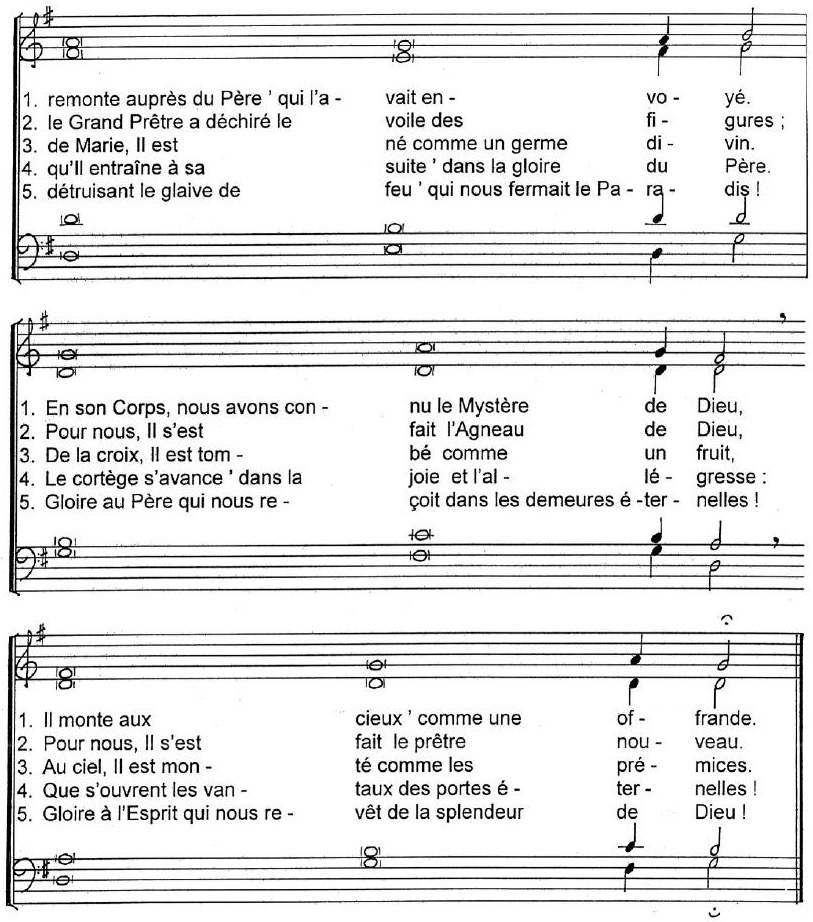 1. remonte auprès du Père ' qui l'a - vait en - vo - yé.
2. le Grand Prêtre a déchiré le voile des fi - gures ;
3. de Marie, Il est né comme un germe di - vin.
4. qu'Il entraîne à sa suite ' dans la gloire du Père.
5. détruisant le glaive de feu ' qui nous fermait le Pa - ra - dis !
1. En son Corps, nous avons con - nu le Mystère de Dieu,
2. Pour nous, Il s'est fait l'Agneau de Dieu,
3. De la croix, Il est tom - bé comme un fruit,
4. Le cortège s'avance ' dans la joie et l'al - lé - gresse :
5. Gloire au Père qui nous re - çoit dans les demeures é - ter - nelles !
1. Il monte aux cieux ' comme une of - frande.
2. Pour nous, Il s'est fait le prêtre nou - veau.
3. Au ciel, Il est mon - té comme les pré - mices.
4. Que s'ouvrent les van - taux des portes é - ter - nelles !
5. Gloire à l'Esprit qui nous re - vêt de la splendeur de Dieu !